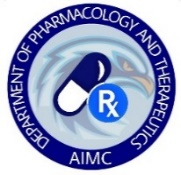 DEPARTMENT OF PHARMACOLOGY AND THERAPEUTICS
Rx
AIMC